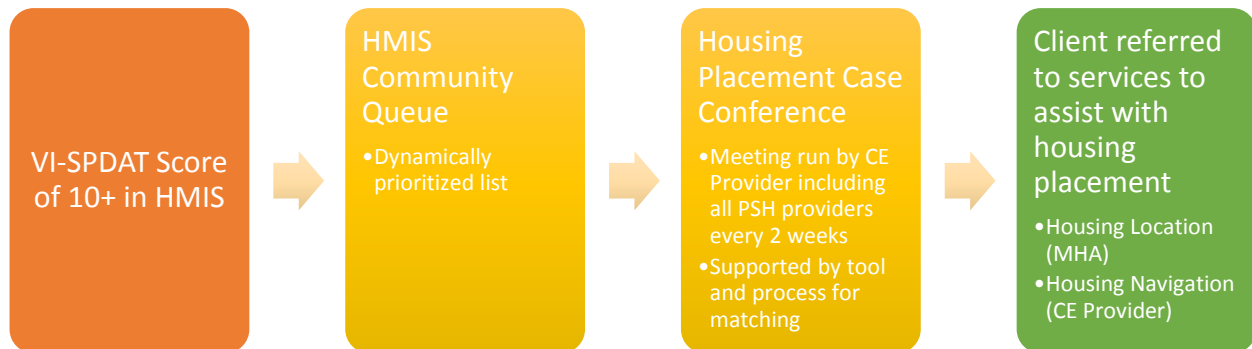 VI-SPDAT Score
of 10+ in HMIS
HMIS
Community
Queue
•Dynamically
prioritized list
Housing
Placement Case
Conference
•Meeting run by CE
Provider including
all PSH providers
every 2 weeks
•Supported by tool
and process for
matching
Client referred
to services to
assist with
housing
placement
•Housing Location
(MHA)
•Housing Navigation
(CE Provider)